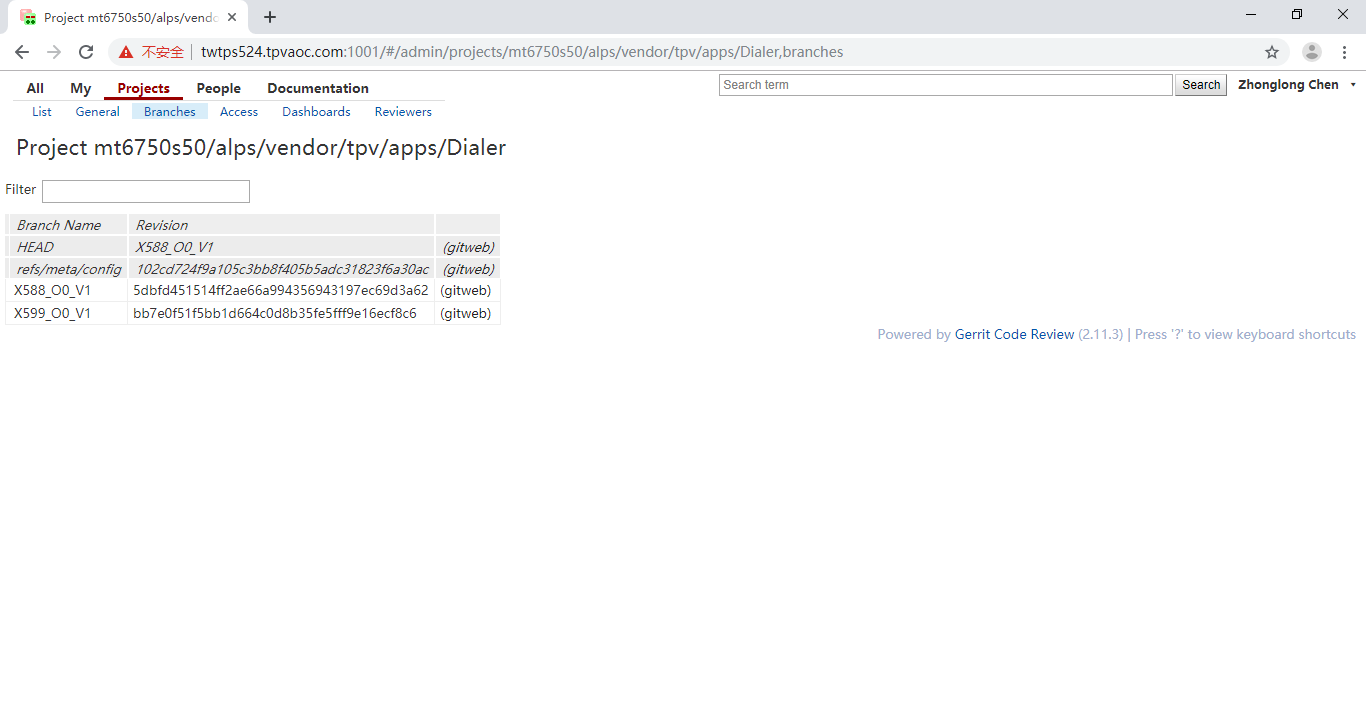 Project mt6750s50/alps/vend
不安全 twtps524.tpvaoc.com:1001/#/admin/projects/mt6750s50/alps/vendor/tpv/apps/Dialer,branches
All My Projects People Documentation Search term Search Zhonglong Chen
List General Branches Access Dashboards Reviewers
Project mt6750s50/alps/vendor/tpv/apps/Dialer
Filter
Branch Name Revision
HEAD X588_O0_V1 (gitweb)
refs/meta/config 102cd724f9a105c3bb8f405b5adc31823f6a30ac (gitweb)
X588_O0_V1 5dbfd451514ff2ae66a994356943197ec69d3a62 (gitweb)
X599_O0_V1 bb7e0f51f5bb1d664c0d8b35fe5fff9e16ecf8c6 (gitweb)
Powered by Gerrit Code Review (2.11.3) | Press '?' to view keyboard shortcuts